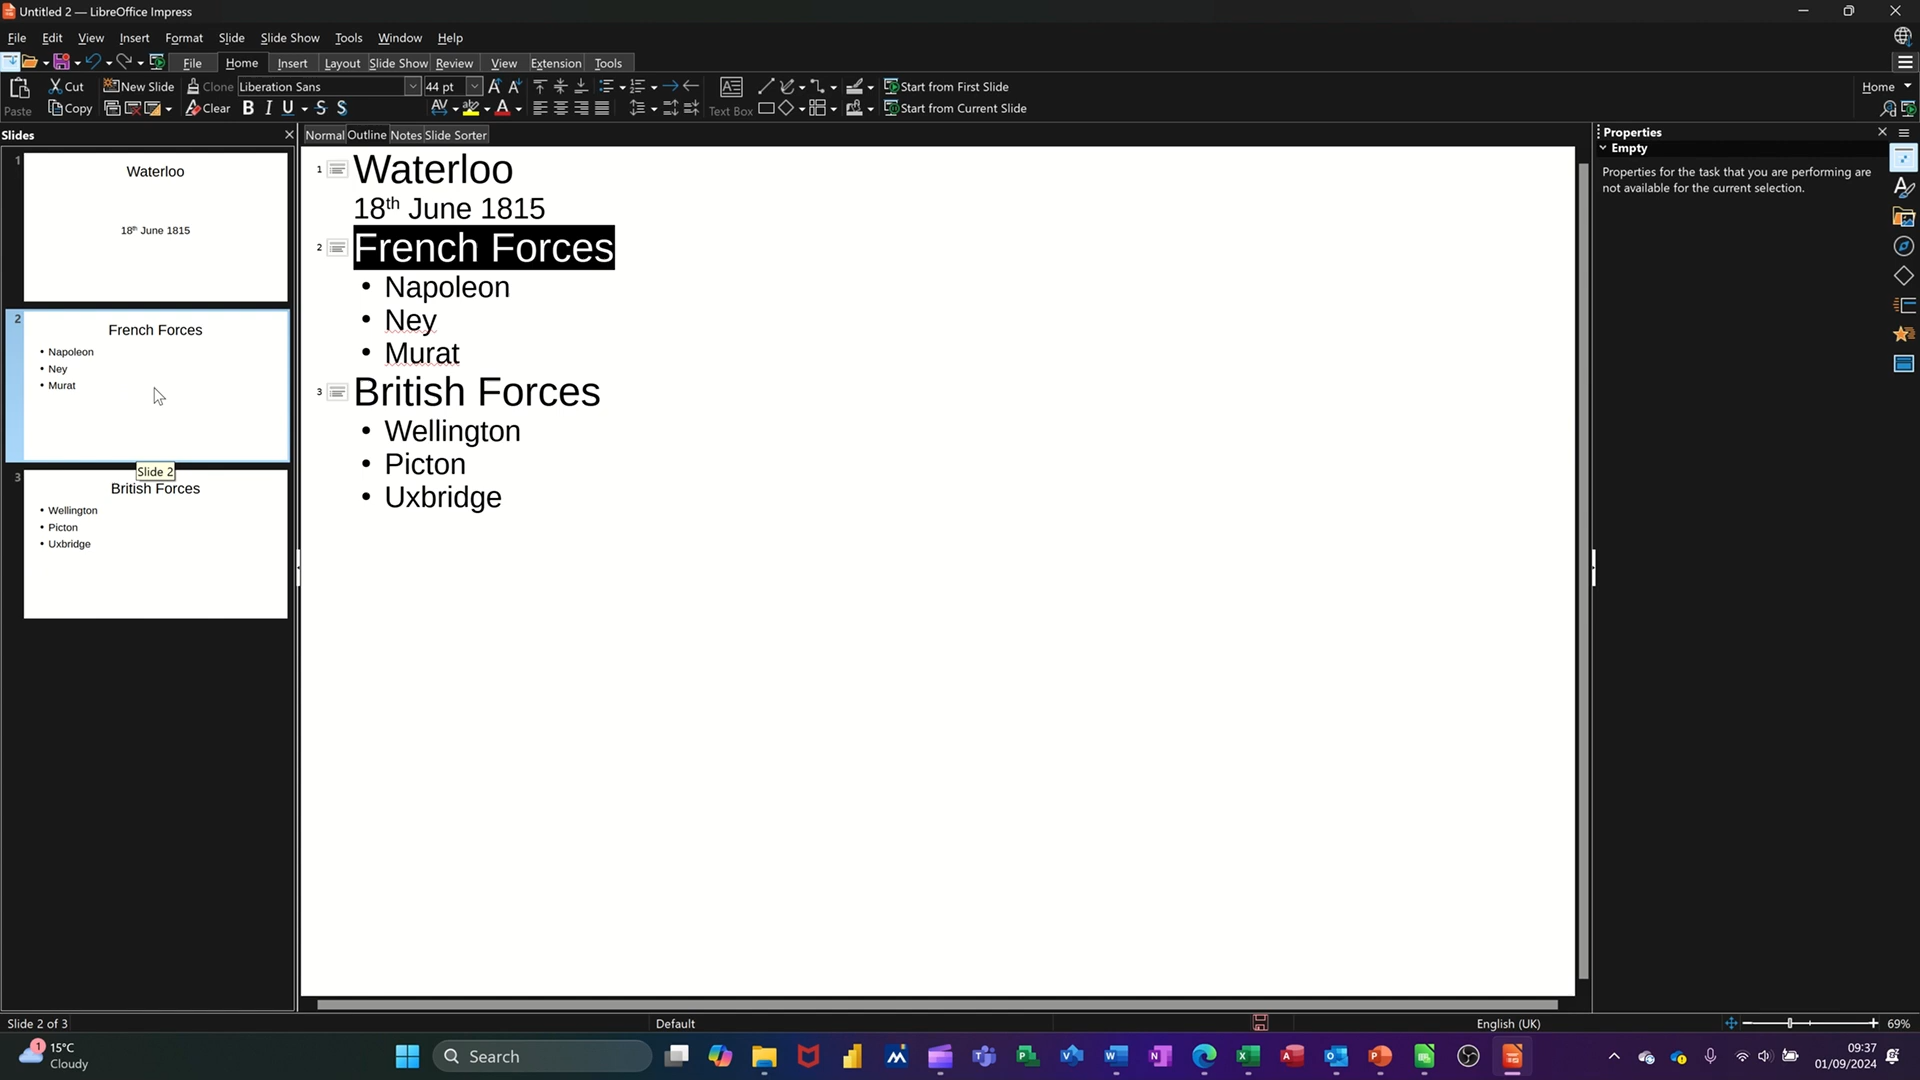 Untitled 2 — LibreOffice Impress
File Edit View Insert Format Slide Slide Show Tools Window Help
File Home Insert Layout Slide Show Review View Extension Tools
Paste Cut New Slide Clone Liberation Sans 44 pt Start from First Slide Home
Copy Clear B I U S S Text Box Start from Current Slide
Slides
Normal Outline Notes Slide Sorter
Properties
Empty
Properties for the task that you are performing are
not available for the current selection.
1
Waterloo
18th June 1815
2
French Forces
• Napoleon
• Ney
• Murat
Slide 2
3
British Forces
• Wellington
• Picton
• Uxbridge
1 Waterloo
18th June 1815
2 French Forces
• Napoleon
• Ney
• Murat
3 British Forces
• Wellington
• Picton
• Uxbridge
Slide 2 of 3 Default English (UK) 69%
1 15°C
Cloudy
Search
09:37
01/09/2024